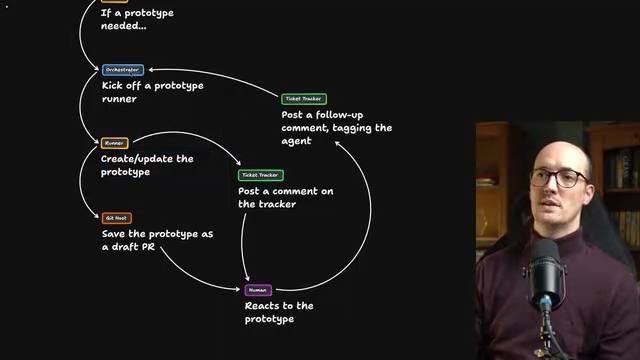 If a prototype
needed...
Orchestrator
Kick off a prototype
runner
Ticket Tracker
Post a follow-up
comment, tagging the
agent
Runner
Create/update the
prototype
Ticket Tracker
Post a comment on
the tracker
Git Host
Save the prototype as
a draft PR
Human
Reacts to the
prototype